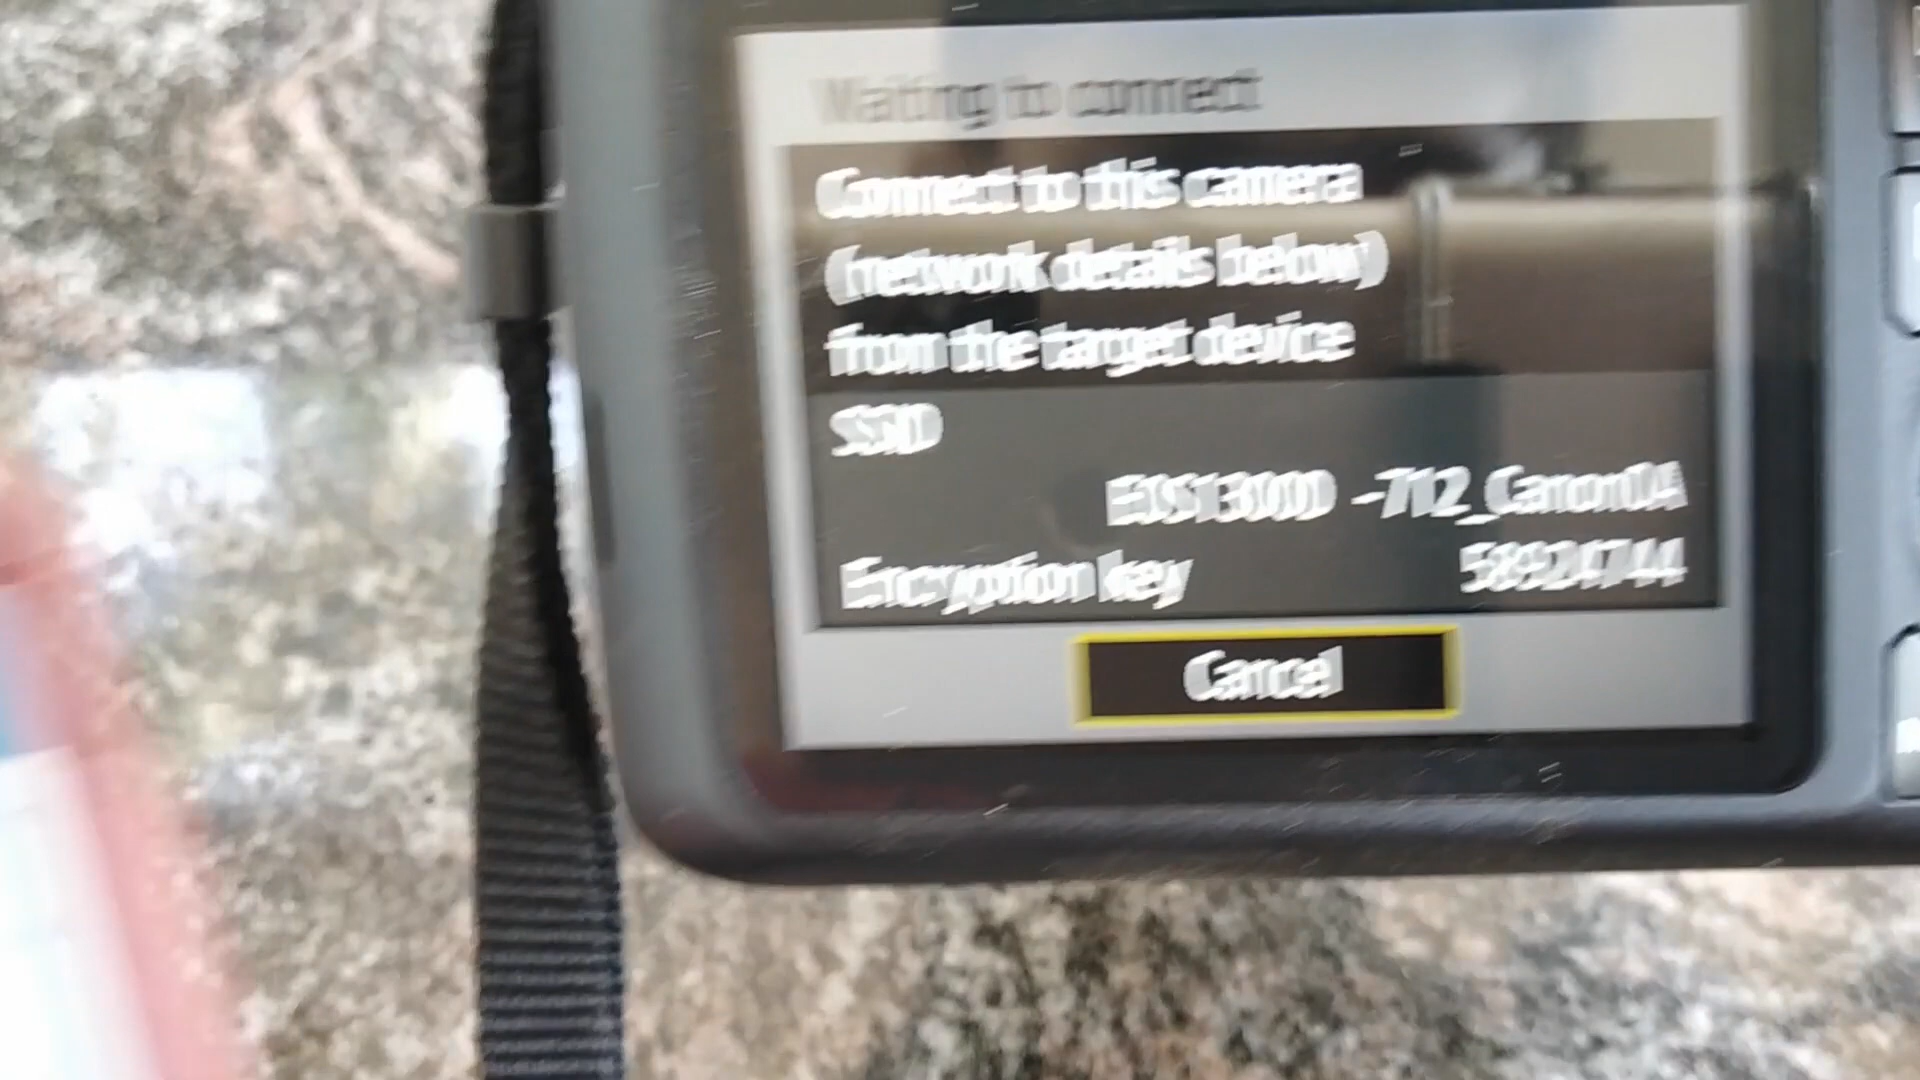 Waiting to connect
Connect to this camera
(network details below)
from the target device
SSID
EOS1300D -712_Canon0A
Encryption key
58924744
Cancel